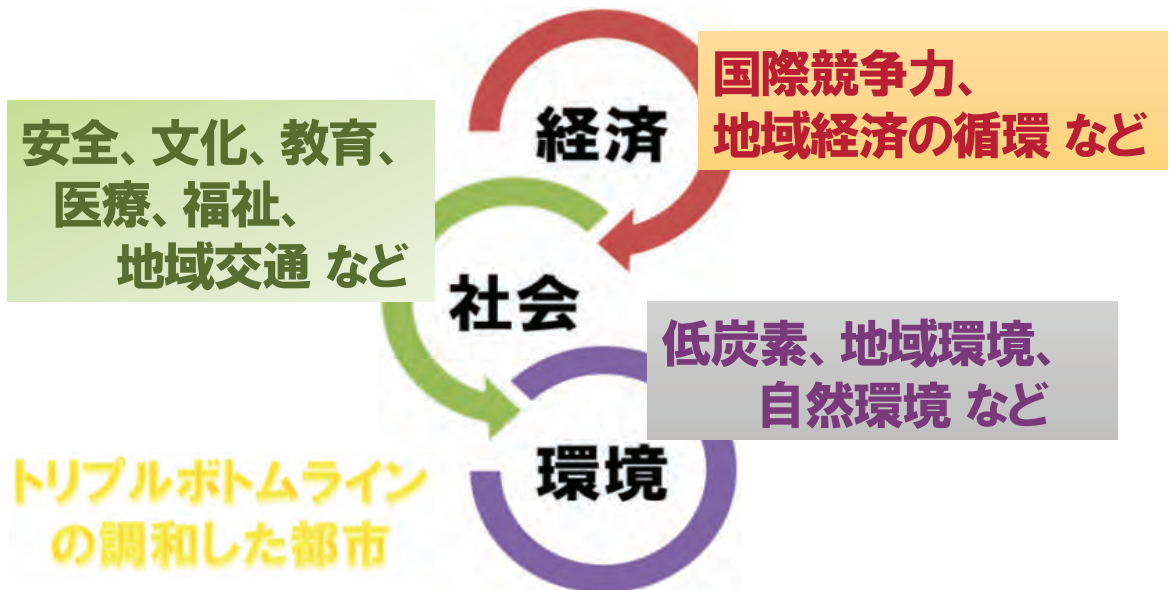 経済
国際競争力、
地域経済の循環 など
安全、文化、教育、
医療、福祉、
地域交通 など
社会
低炭素、地域環境、
自然環境 など
環境
トリプルボトムライン
の調和した都市